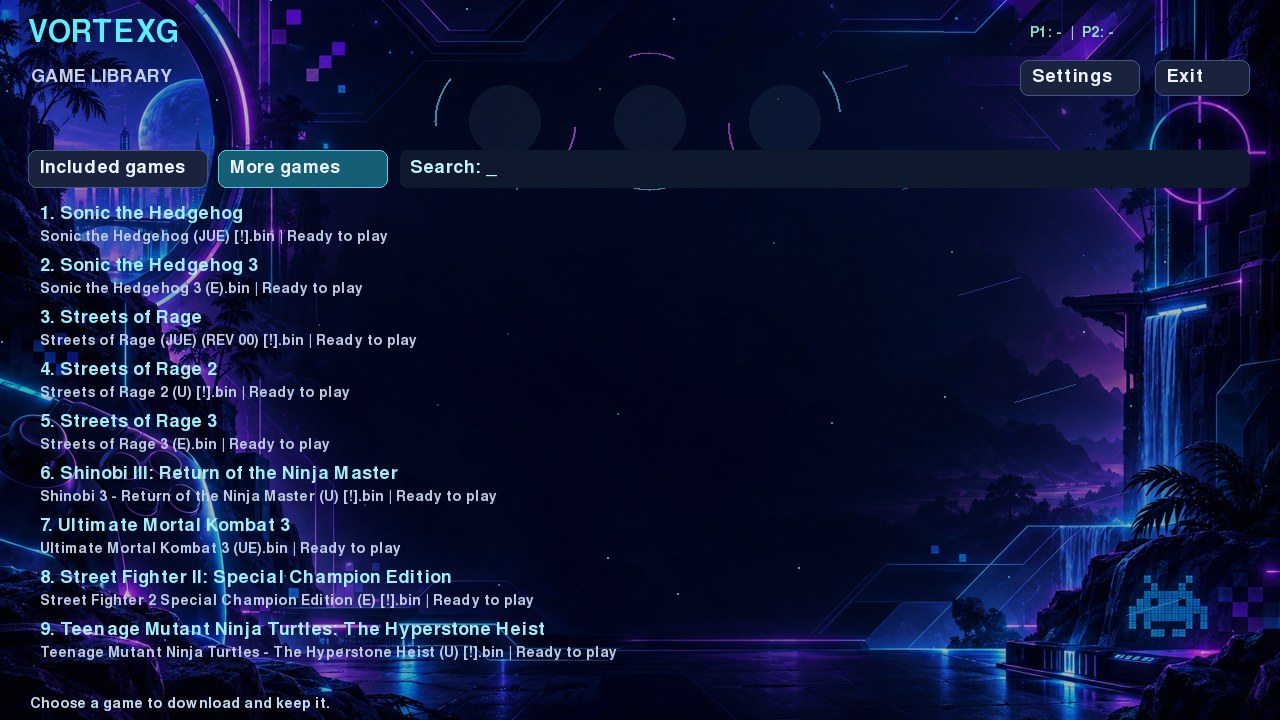 VORTEXG
P1: - | P2: -
GAME LIBRARY
Settings
Exit
Included games
More games
Search: _
1. Sonic the Hedgehog
Sonic the Hedgehog (JUE) [!].bin | Ready to play
2. Sonic the Hedgehog 3
Sonic the Hedgehog 3 (E).bin | Ready to play
3. Streets of Rage
Streets of Rage (JUE) (REV 00) [!].bin | Ready to play
4. Streets of Rage 2
Streets of Rage 2 (U) [!].bin | Ready to play
5. Streets of Rage 3
Streets of Rage 3 (E).bin | Ready to play
6. Shinobi III: Return of the Ninja Master
Shinobi 3 - Return of the Ninja Master (U) [!].bin | Ready to play
7. Ultimate Mortal Kombat 3
Ultimate Mortal Kombat 3 (UE).bin | Ready to play
8. Street Fighter II: Special Champion Edition
Street Fighter 2 Special Champion Edition (E) [!].bin | Ready to play
9. Teenage Mutant Ninja Turtles: The Hyperstone Heist
Teenage Mutant Ninja Turtles - The Hyperstone Heist (U) [!].bin | Ready to play
Choose a game to download and keep it.